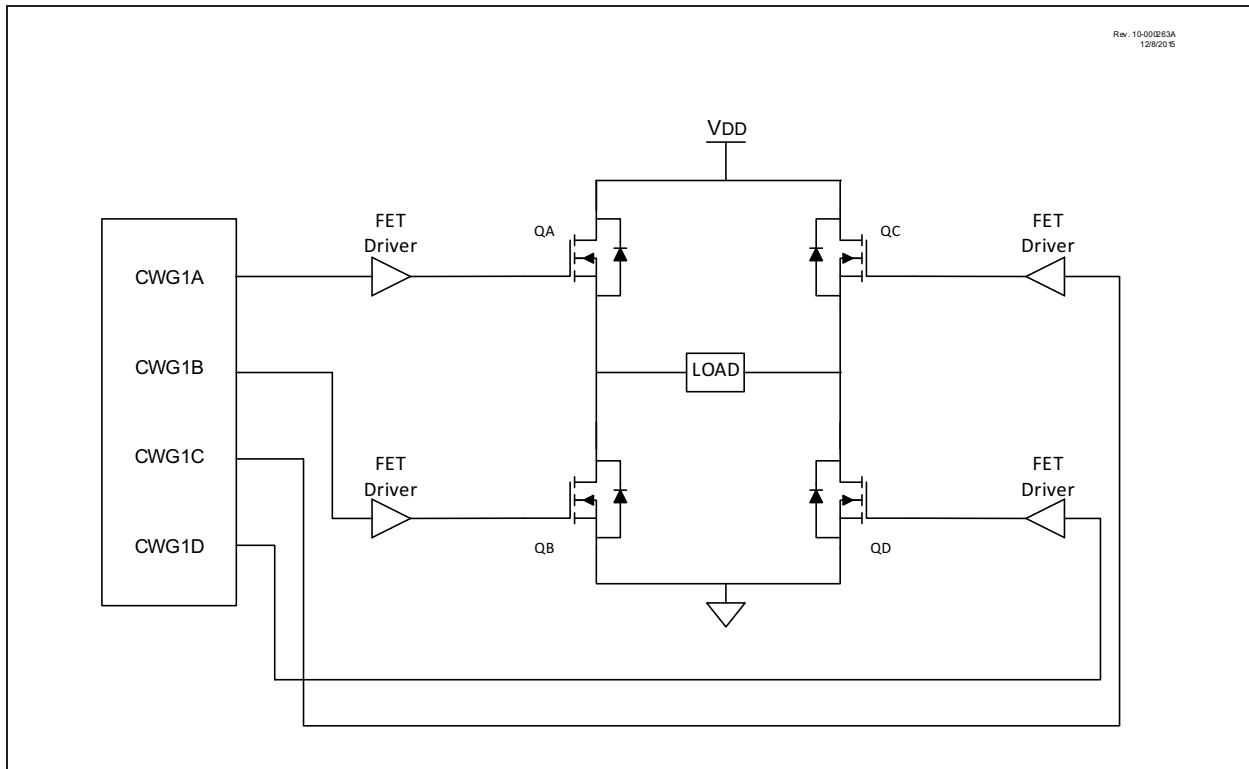 Rev. 10-000263A
12/8/2015
VDD
FET
Driver
QA
QC
FET
Driver
CWG1A
CWG1B
LOAD
CWG1C
FET
Driver
FET
Driver
CWG1D
QB
QD